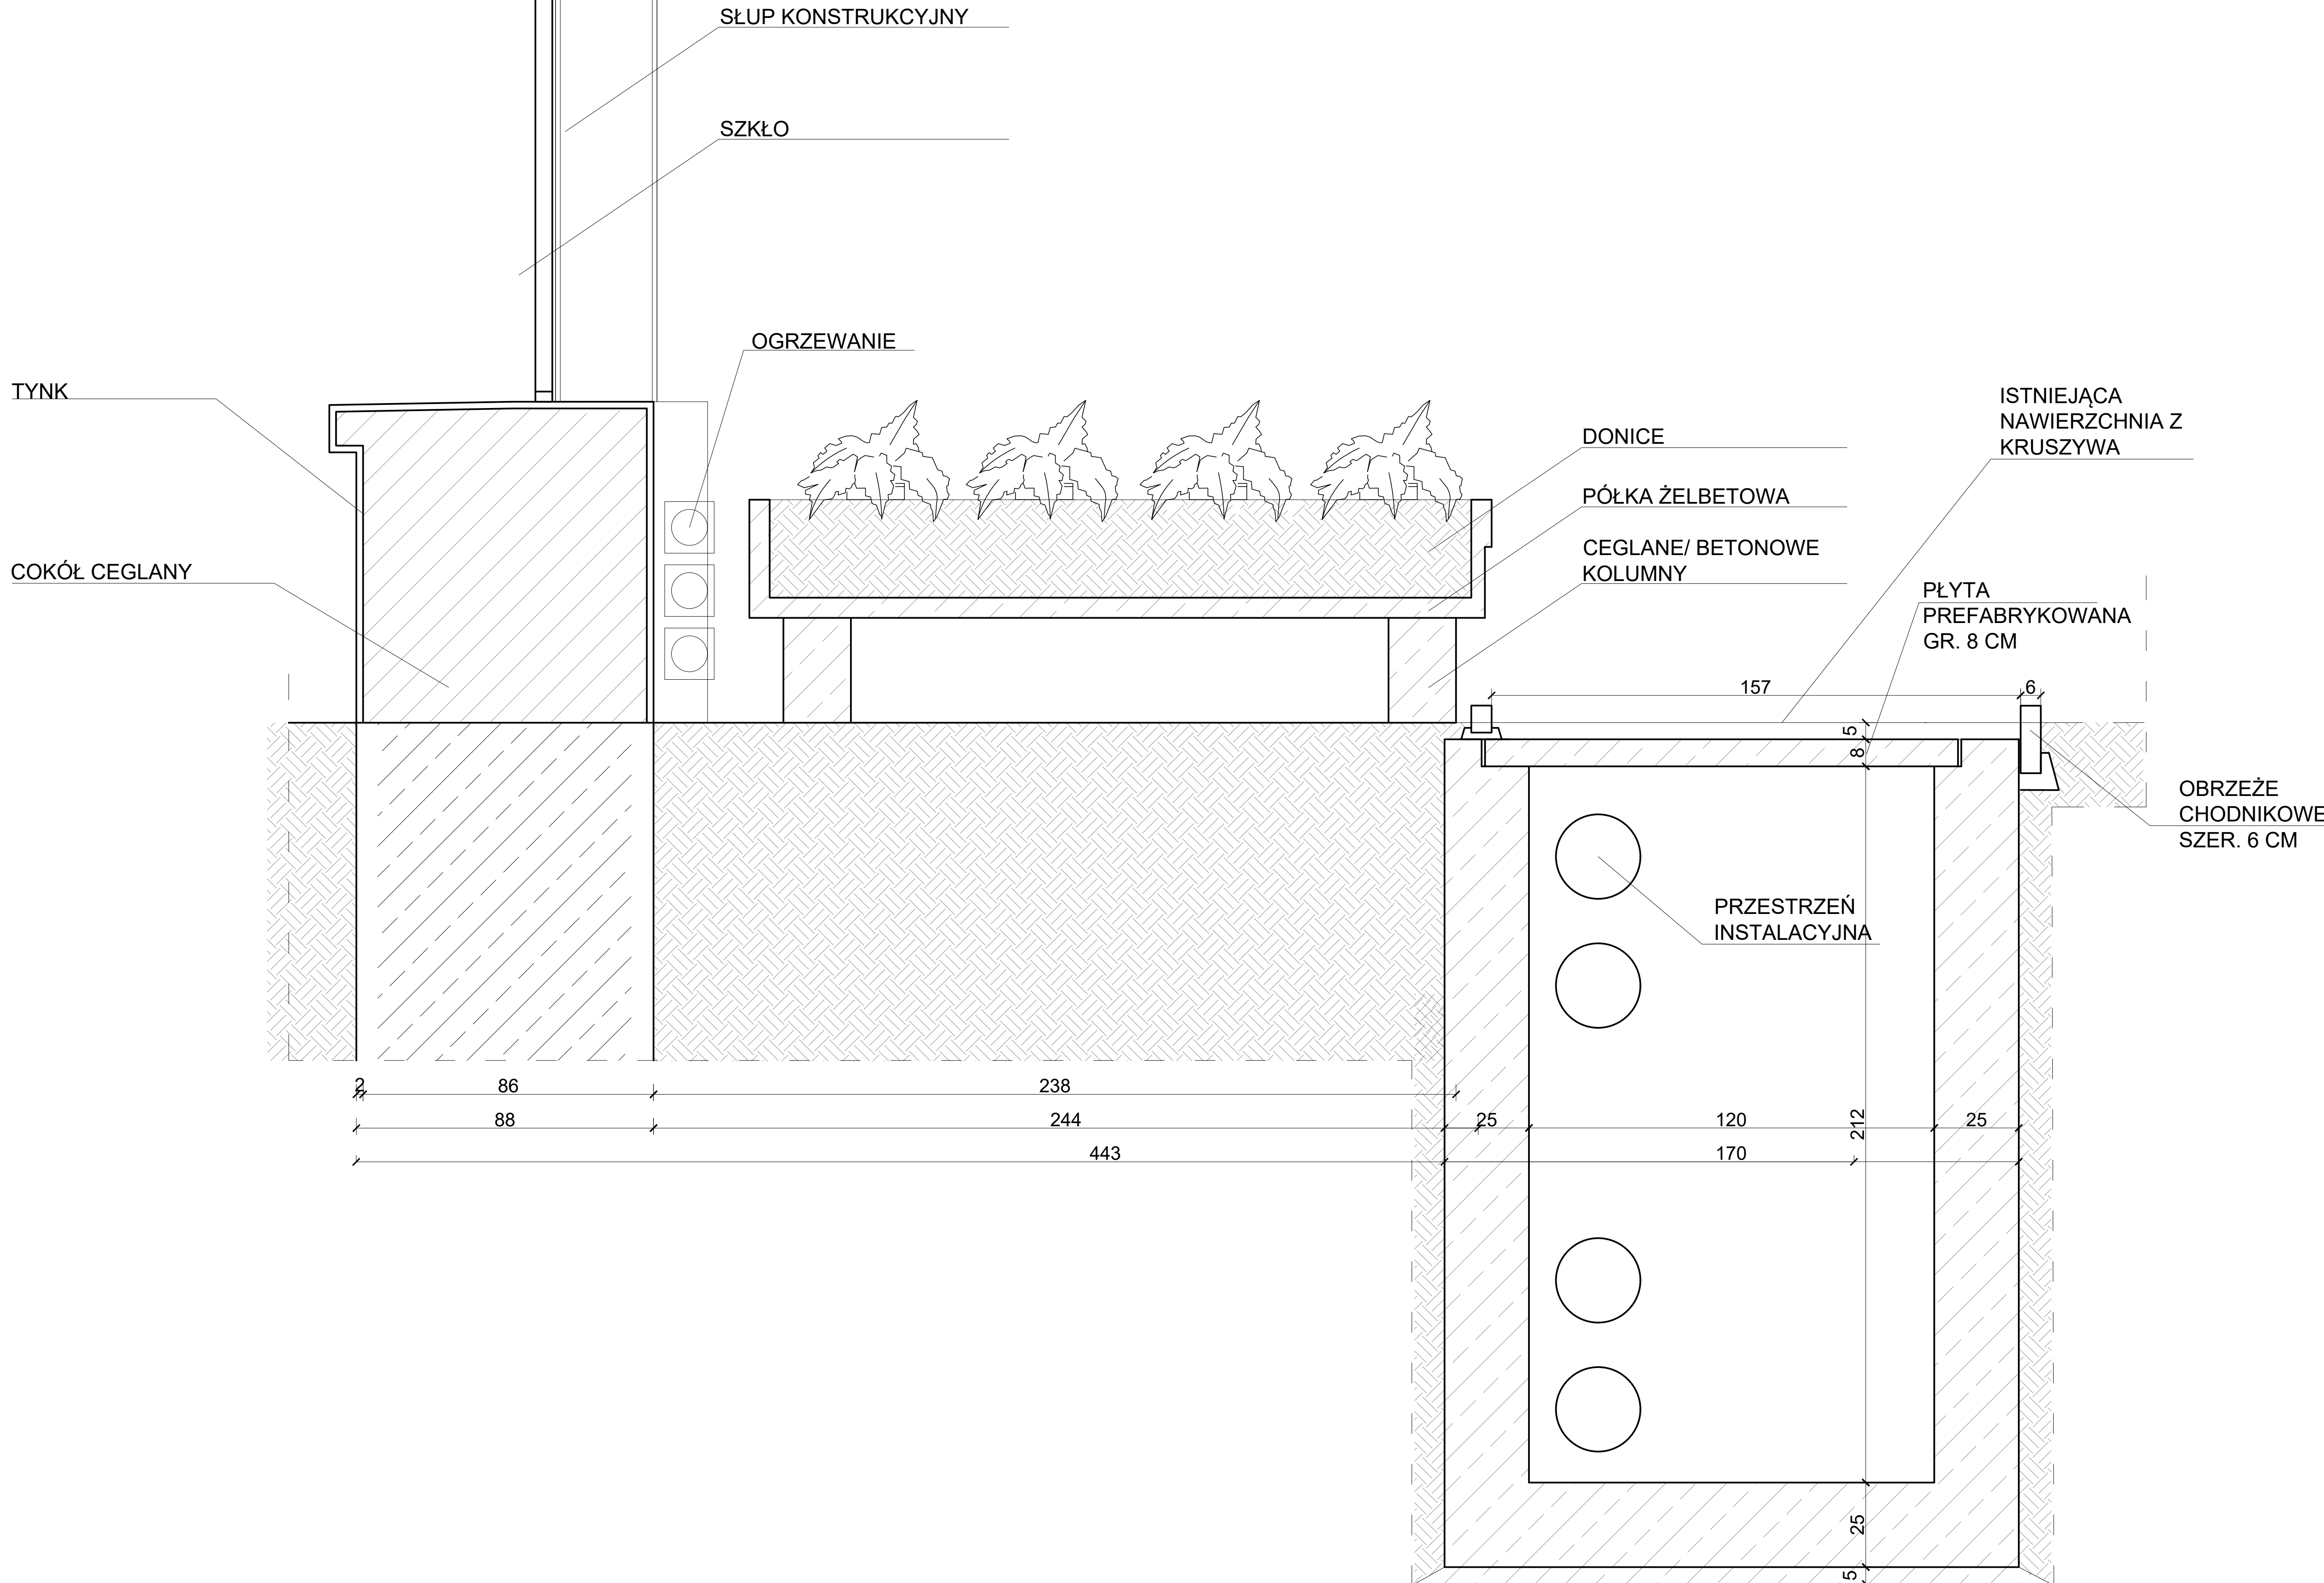 SŁUP KONSTRUKCYJNY
SZKŁO
OGRZEWANIE
TYNK
COKÓŁ CEGLANY
DONICE
PÓŁKA ŻELBETOWA
CEGLANE/ BETONOWE
KOLUMNY
ISTNIEJĄCA
NAWIERZCHNIA Z
KRUSZYWA
PŁYTA
PREFABRYKOWANA
GR. 8 CM
157
6
5
8
OBRZEŻE
CHODNIKOWE
SZER. 6 CM
PRZESTRZEŃ
INSTALACYJNA
2
86
238
88
244
25
120
212
25
443
170
25
5